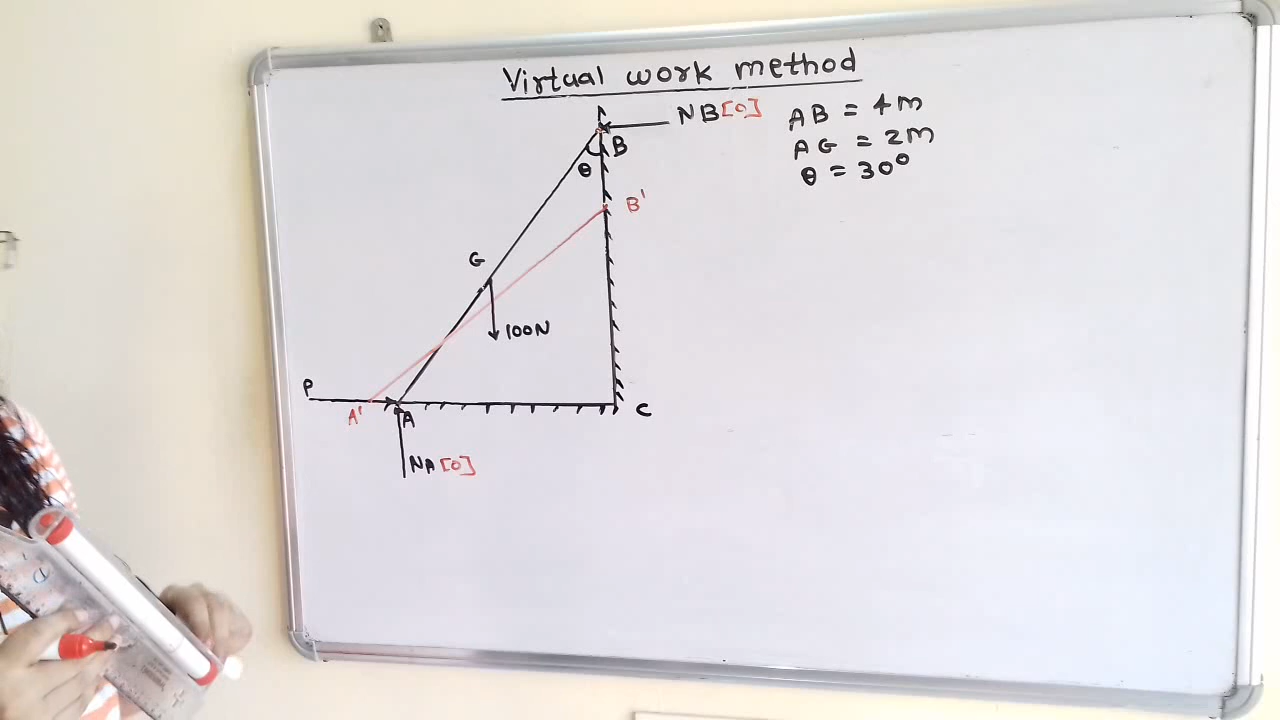 Virtual work method
NB[0]
AB = 4m
AG = 2m
θ = 30°
B
θ
B'
G
100N
P
A'
A
C
NA[0]